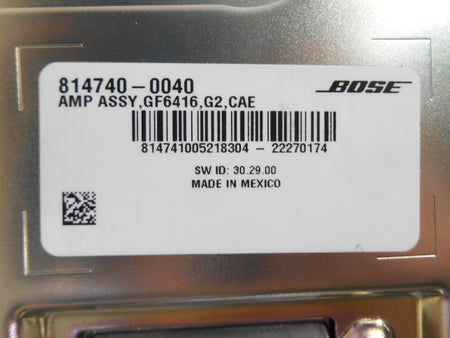 814740-0040
BOSE
AMP ASSY,GF6416,G2,CAE
814741005218304 - 22270174
SW ID: 30.29.00
MADE IN MEXICO